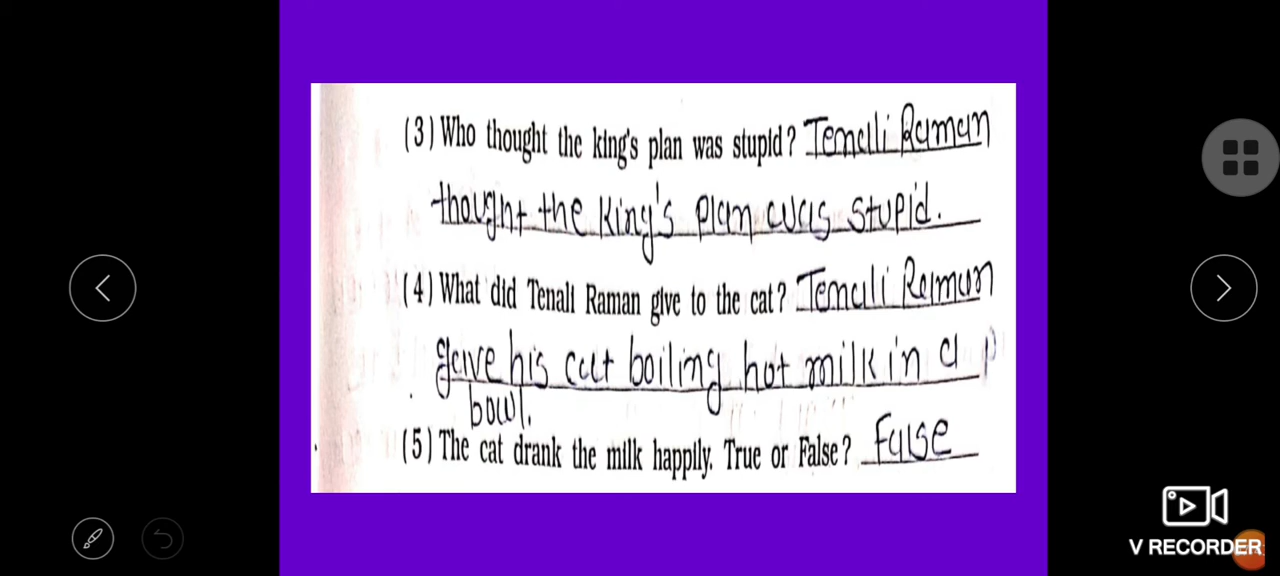 (3) Who thought the king's plan was stupid? Tenali Raman
thought the King's plan was stupid.
(4) What did Tenali Raman give to the cat? Tenali Raman
gave his cat boiling hot milk in a
bowl.
(5) The cat drank the milk happily. True or False? False
V RECORDER